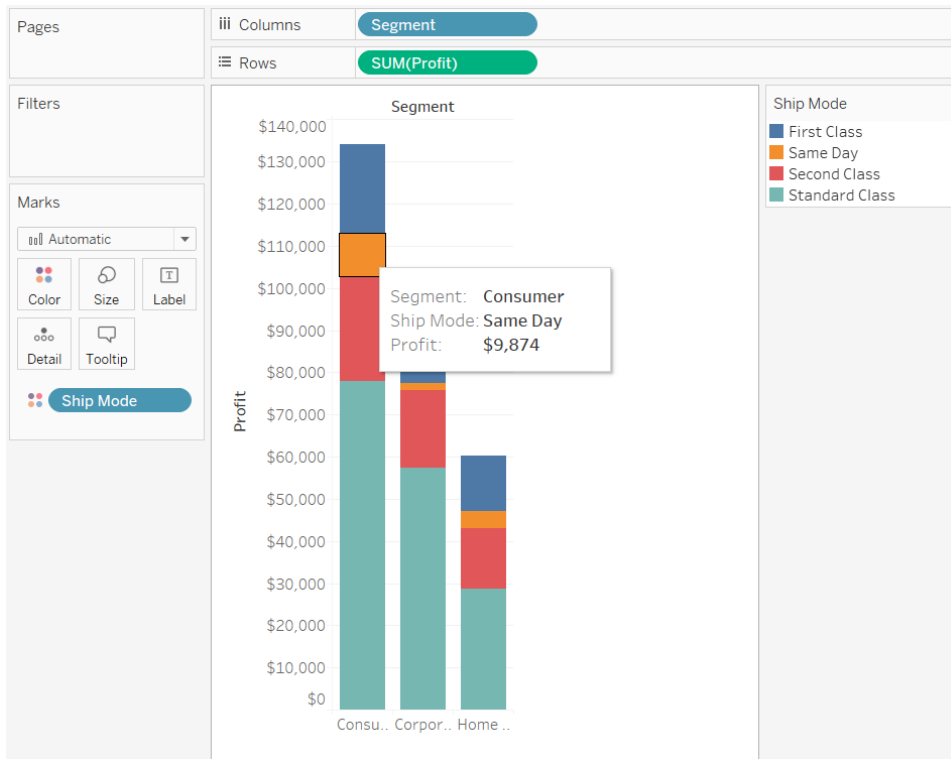 Pages
Columns
Segment
Rows
SUM(Profit)
Filters
Marks
Automatic
Color
Size
T
Label
Detail
Tooltip
Ship Mode
Segment
Profit
$140,000
$130,000
$120,000
$110,000
$100,000
$90,000
$80,000
$70,000
$60,000
$50,000
$40,000
$30,000
$20,000
$10,000
$0
Segment: Consumer
Ship Mode: Same Day
Profit: $9,874
Consu.. Corpor.. Home ..
Ship Mode
First Class
Same Day
Second Class
Standard Class